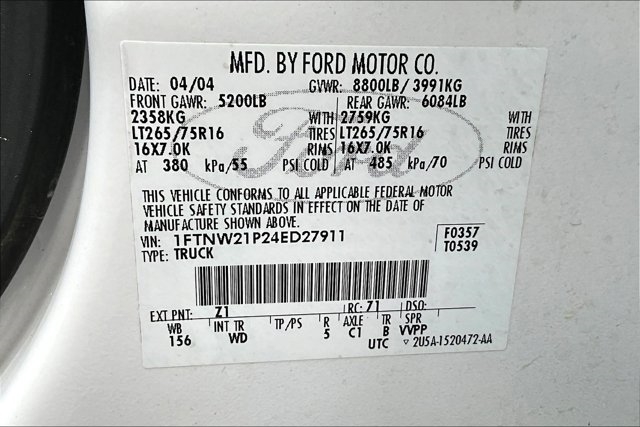 MFD. BY FORD MOTOR CO.
DATE: 04/04 GVWR: 8800LB/ 3991KG
FRONT GAWR: 5200LB REAR GAWR: 6084LB
2358KG WITH 2759KG WITH
LT265/75R16 TIRES LT265/75R16 TIRES
16X7.0K RIMS 16X7.0K RIMS
AT 380 kPa/55 PSI COLD AT 485 kPa/70 PSI COLD
Ford
THIS VEHICLE CONFORMS TO ALL APPLICABLE FEDERAL MOTOR
VEHICLE SAFETY STANDARDS IN EFFECT ON THE DATE OF
MANUFACTURE SHOWN ABOVE.
VIN: 1FTNW21P24ED27911 F0357
TYPE: TRUCK T0539
EXT PNT: Z1 RC: 71 DSO:
WB INT TR TP/PS R AXLE TR SPR
156 WD 5 C1 B VVPP
UTC ▽ 2U5A-1520472-AA